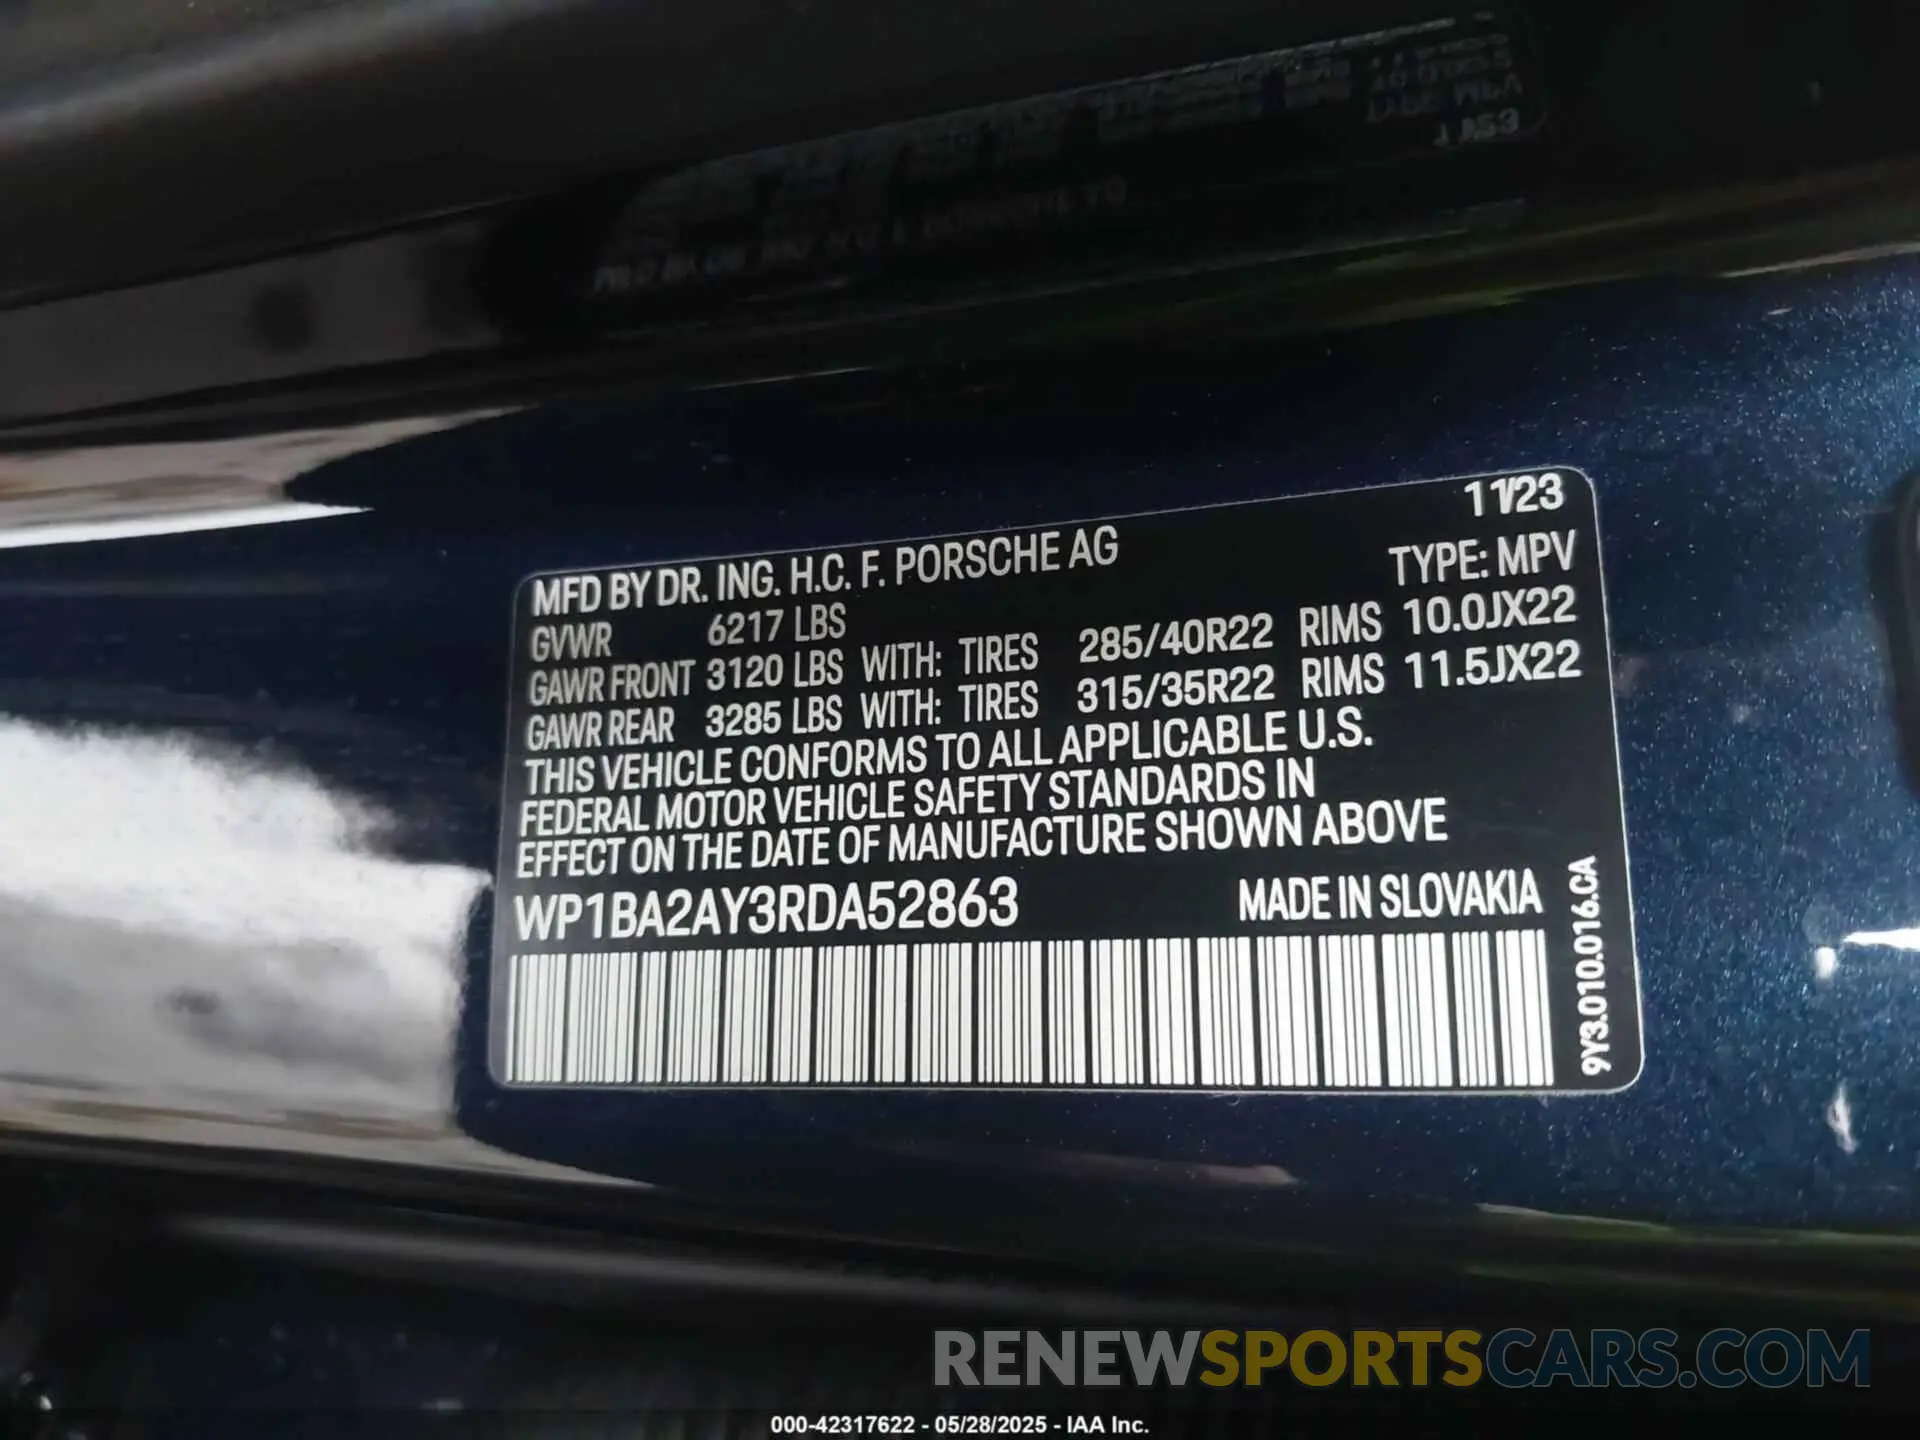 11/23
MFD BY DR. ING. H.C. F. PORSCHE AG
TYPE: MPV
GVWR 6217 LBS
GAWR FRONT 3120 LBS WITH: TIRES 285/40R22 RIMS 10.0JX22
GAWR REAR 3285 LBS WITH: TIRES 315/35R22 RIMS 11.5JX22
THIS VEHICLE CONFORMS TO ALL APPLICABLE U.S.
FEDERAL MOTOR VEHICLE SAFETY STANDARDS IN
EFFECT ON THE DATE OF MANUFACTURE SHOWN ABOVE
WP1BA2AY3RDA52863 MADE IN SLOVAKIA
9Y3.010.016.CA
RENEWSPORTSCARS.COM
000-42317622 - 05/28/2025 - IAA Inc.